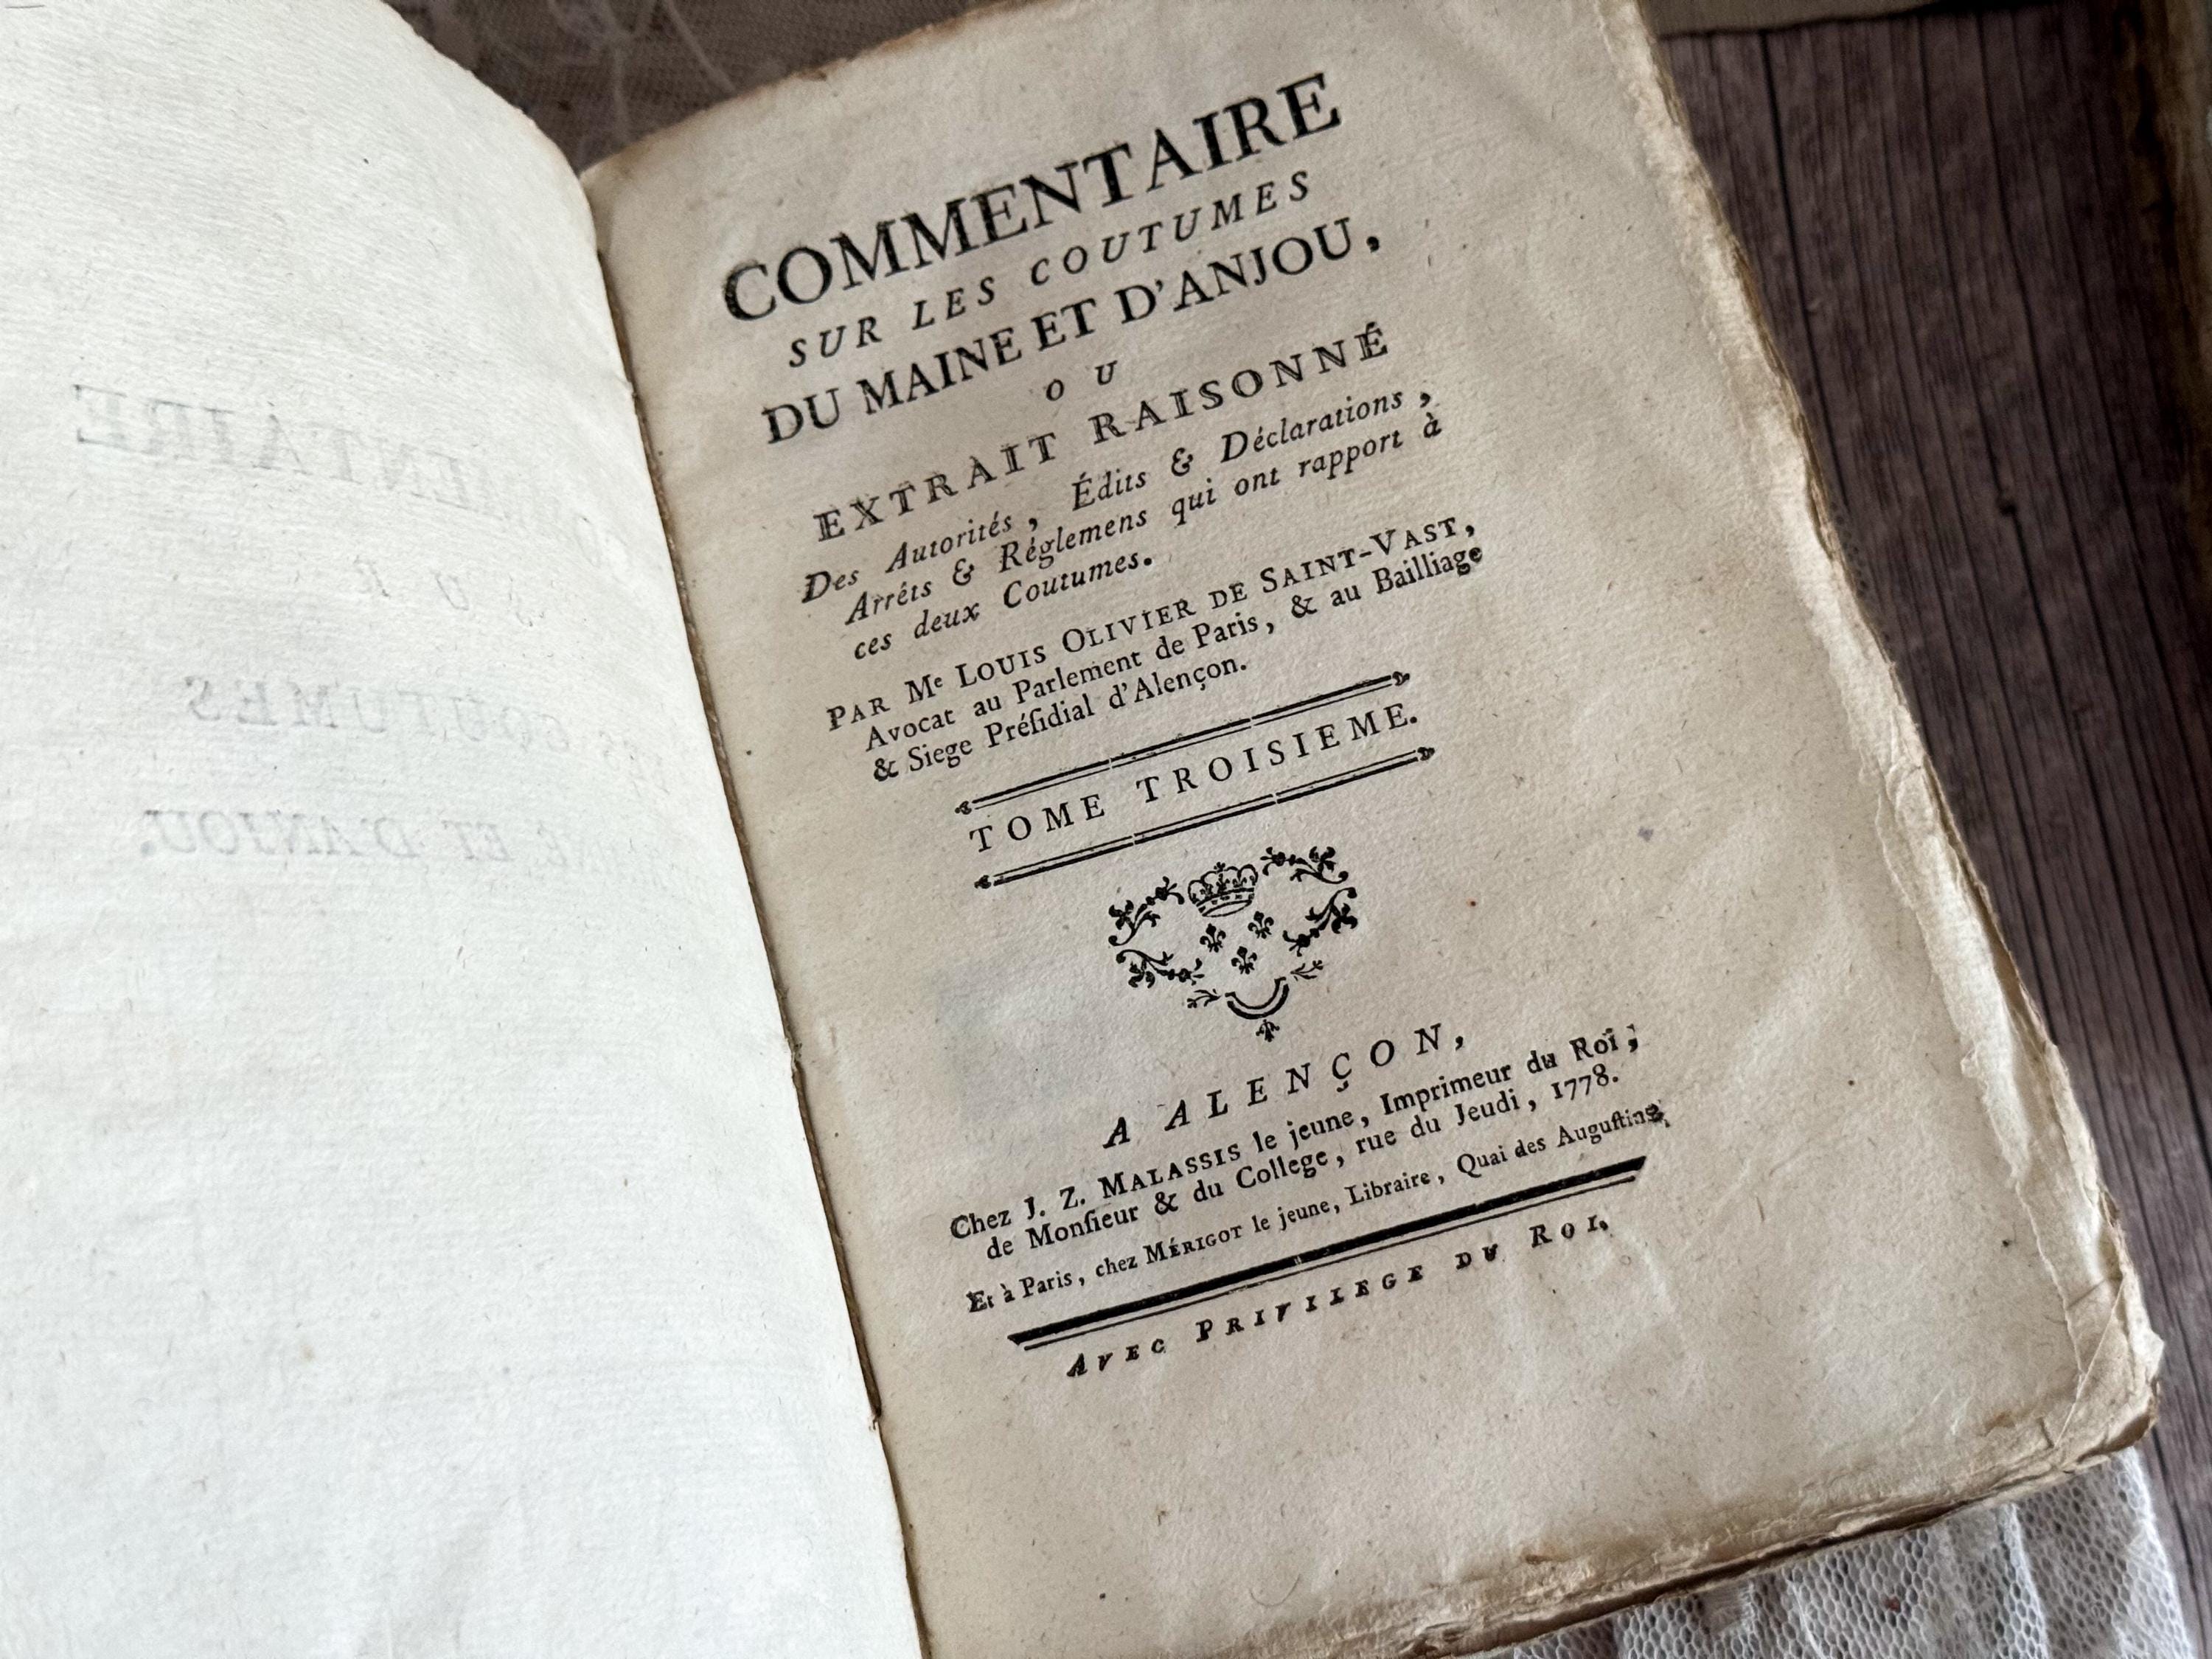 COMMENTAIRE
SUR LES COUTUMES
DU MAINE ET D'ANJOU,
OU
EXTRAIT RAISONNÉ
Des Autorités, Édits & Déclarations,
Arrêts & Réglemens qui ont rapport à
ces deux Coutumes.
PAR Me LOUIS OLIVIER DE SAINT-VAST,
Avocat au Parlement de Paris, & au Bailliage
& Siege Préſidial d'Alençon.
TOME TROISIEME.
A ALENÇON,
Chez J. Z. MALASSIS le jeune, Imprimeur du Roi,
de Monſieur & du College, rue du Jeudi, 1778.
Et à Paris, chez MÉRIGOT le jeune, Libraire, Quai des Auguſtins.
AVEC PRIVILEGE DU ROI.